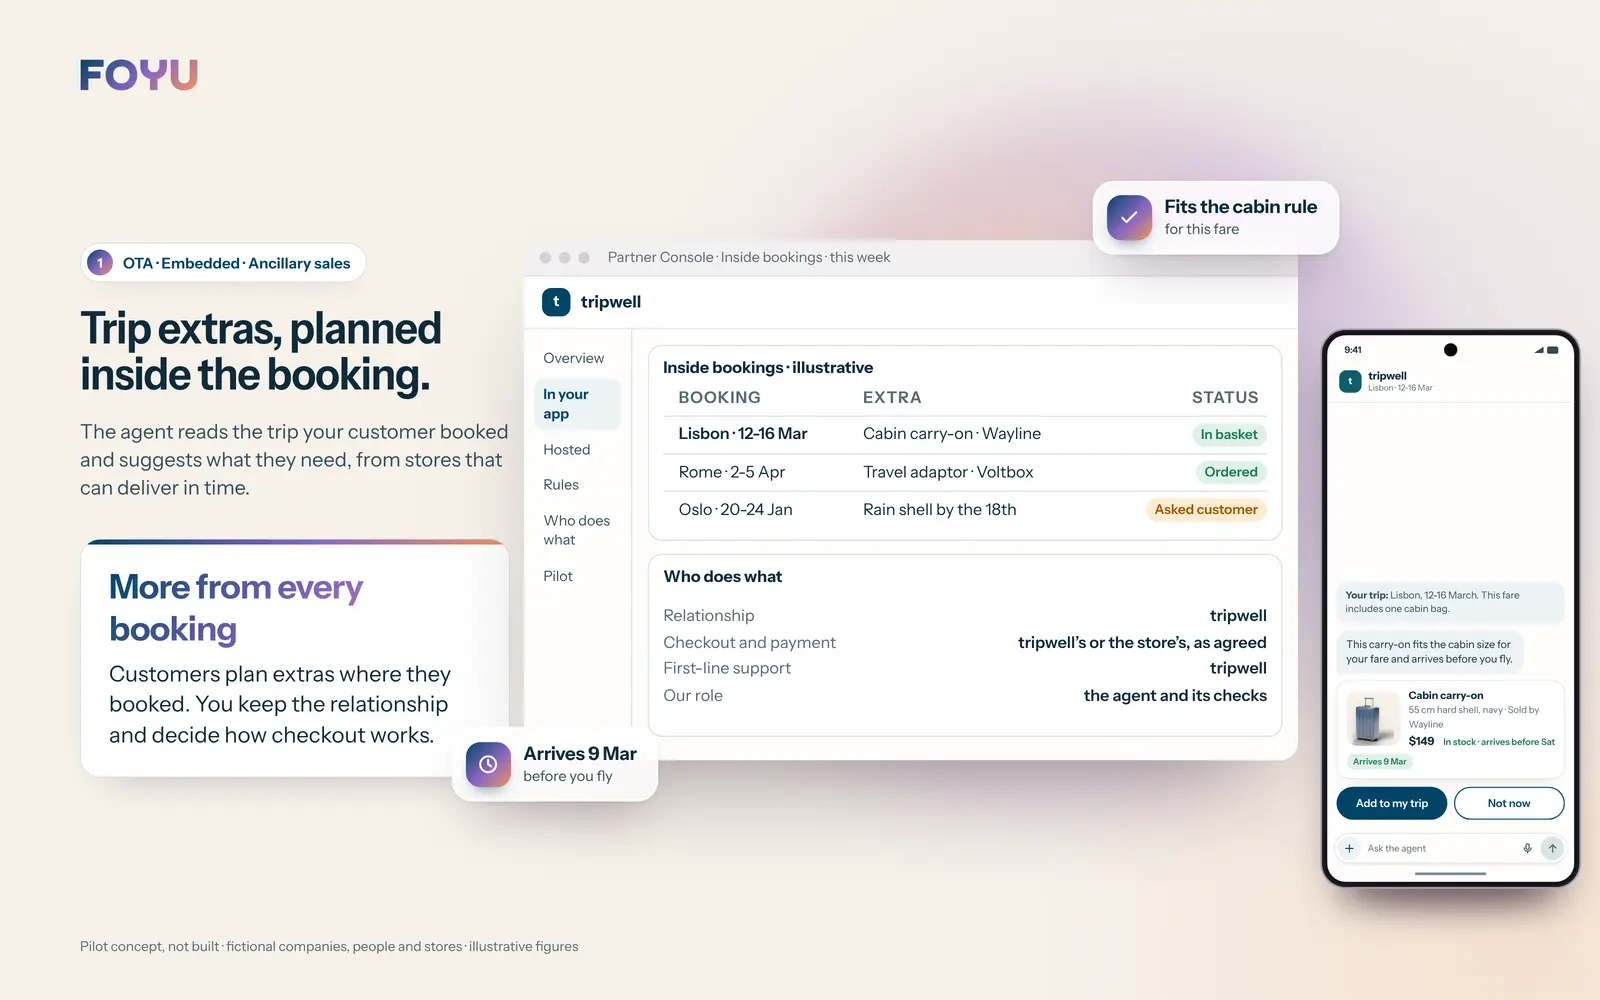 FOYU
1 OTA · Embedded · Ancillary sales
Trip extras, planned
inside the booking.
The agent reads the trip your customer booked
and suggests what they need, from stores that
can deliver in time.
More from every
booking
Customers plan extras where they
booked. You keep the relationship
and decide how checkout works.
Arrives 9 Mar
before you fly
Fits the cabin rule
for this fare
Partner Console · Inside bookings · this week
t tripwell
Overview
In your
app
Hosted
Rules
Who does
what
Pilot
Inside bookings · illustrative
BOOKING EXTRA STATUS
Lisbon · 12-16 Mar Cabin carry-on · Wayline In basket
Rome · 2-5 Apr Travel adaptor · Voltbox Ordered
Oslo · 20-24 Jan Rain shell by the 18th Asked customer
Who does what
Relationship tripwell
Checkout and payment tripwell's or the store's, as agreed
First-line support tripwell
Our role the agent and its checks
9:41
t tripwell
Lisbon · 12-16 Mar
Your trip: Lisbon, 12-16 March. This fare
includes one cabin bag.
This carry-on fits the cabin size for
your fare and arrives before you fly.
Cabin carry-on
55 cm hard shell, navy · Sold by
Wayline
$149 In stock · arrives before Sat
Arrives 9 Mar
Add to my trip Not now
Ask the agent
Pilot concept, not built · fictional companies, people and stores · illustrative figures